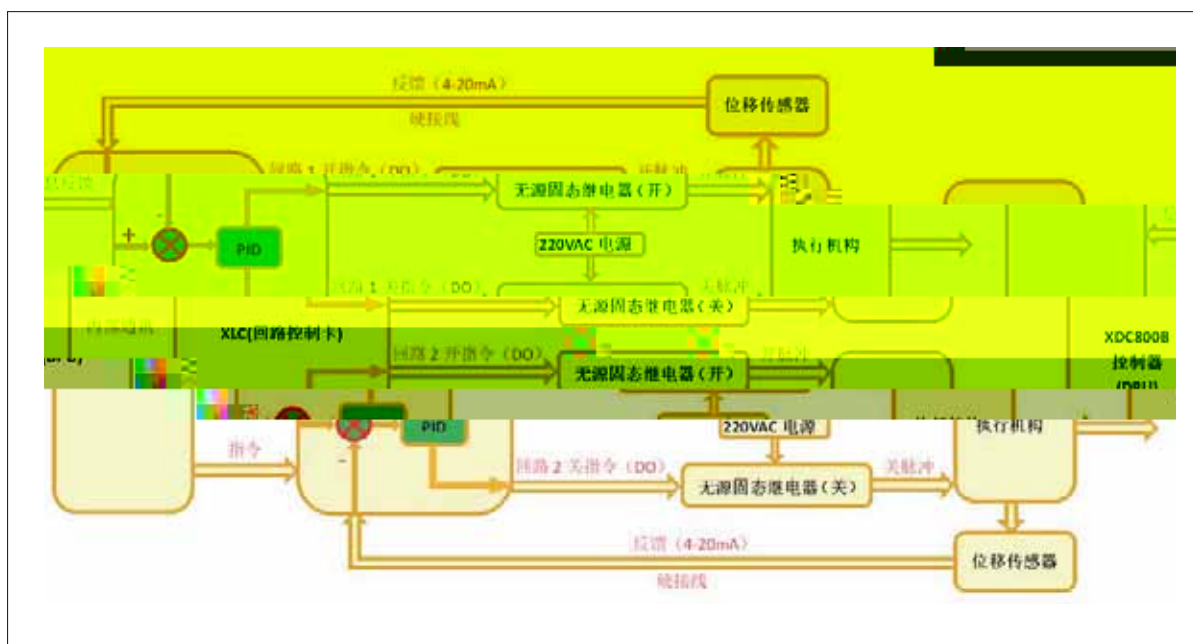 反馈（4-20mA）
位移传感器
硬接线
回路 1 开指令（DO）
开脉冲
无源固态继电器（开）
220VAC 电源
执行机构
PID
+
-
回路 1 关指令（DO）
关脉冲
无源固态继电器（关）
内部通讯
XLC(回路控制卡)
XDC800B
控制器
(DPU)
回路 2 开指令（DO）
开脉冲
无源固态继电器（开）
220VAC 电源
执行机构
PID
-
指令
回路 2 关指令（DO）
关脉冲
无源固态继电器（关）
反馈（4-20mA）
位移传感器
硬接线